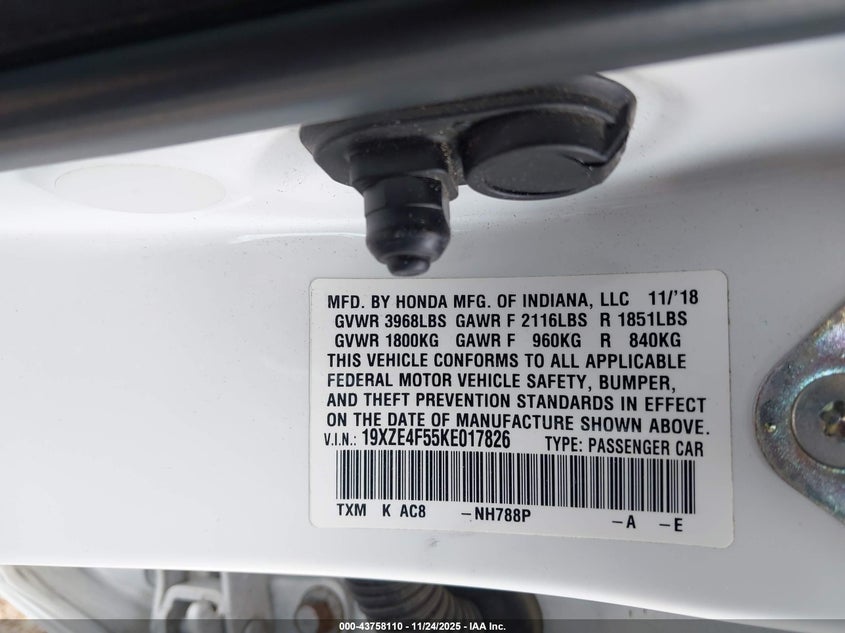 MFD. BY HONDA MFG. OF INDIANA, LLC 11/'18
GVWR 3968LBS GAWR F 2116LBS R 1851LBS
GVWR 1800KG GAWR F 960KG R 840KG
THIS VEHICLE CONFORMS TO ALL APPLICABLE
FEDERAL MOTOR VEHICLE SAFETY, BUMPER,
AND THEFT PREVENTION STANDARDS IN EFFECT
ON THE DATE OF MANUFACTURE SHOWN ABOVE.
V.I.N.: 19XZE4F55KE017826 TYPE: PASSENGER CAR
TXM K AC8 -NH788P -A -E
000-43758110 - 11/24/2025 - IAA Inc.